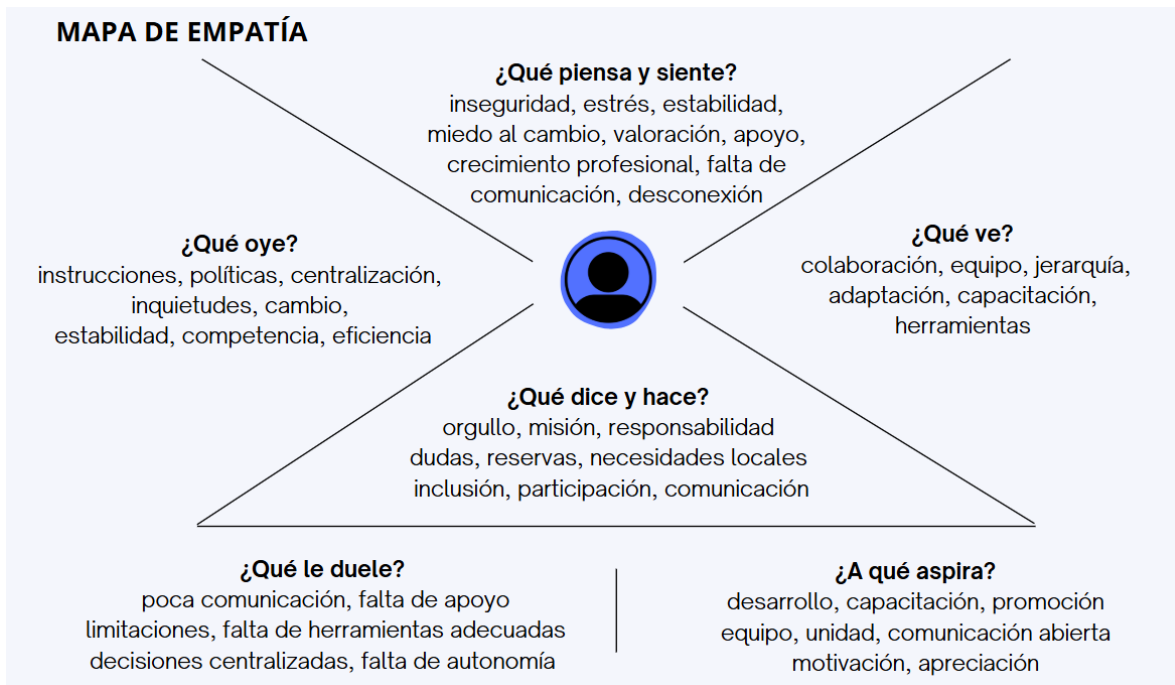 MAPA DE EMPATÍA
¿Qué piensa y siente?
inseguridad, estrés, estabilidad,
miedo al cambio, valoración, apoyo,
crecimiento profesional, falta de
comunicación, desconexión
¿Qué oye?
instrucciones, políticas, centralización,
inquietudes, cambio,
estabilidad, competencia, eficiencia
¿Qué ve?
colaboración, equipo, jerarquía,
adaptación, capacitación,
herramientas
¿Qué dice y hace?
orgullo, misión, responsabilidad
dudas, reservas, necesidades locales
inclusión, participación, comunicación
¿Qué le duele?
poca comunicación, falta de apoyo
limitaciones, falta de herramientas adecuadas
decisiones centralizadas, falta de autonomía
¿A qué aspira?
desarrollo, capacitación, promoción
equipo, unidad, comunicación abierta
motivación, apreciación